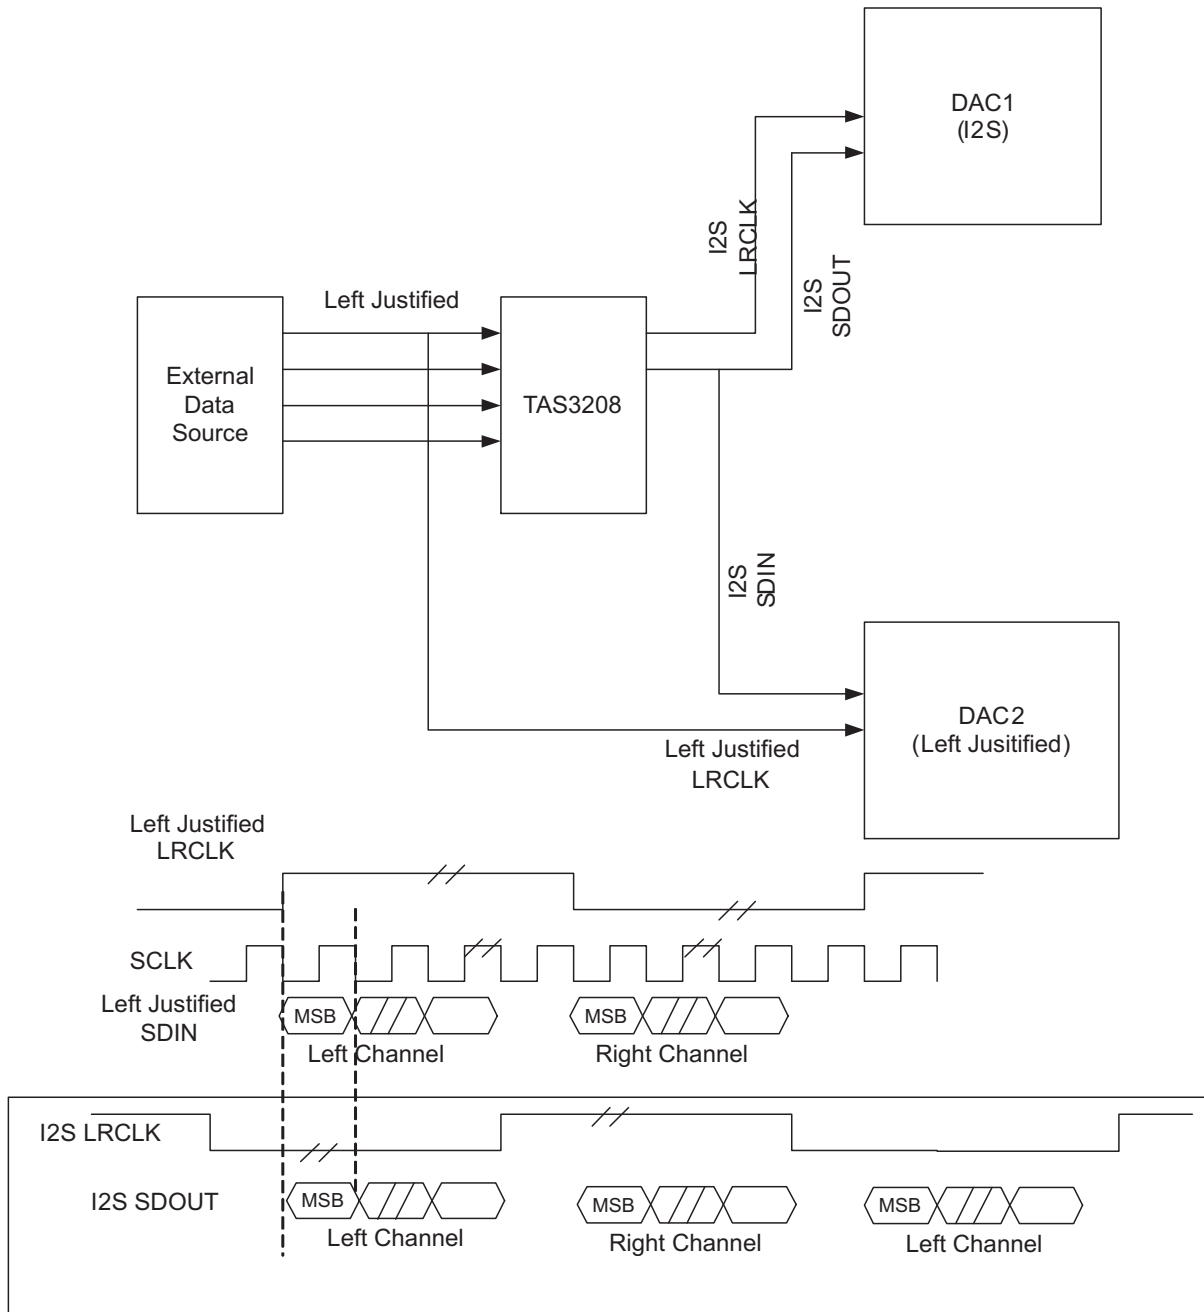 DAC1
(I2S)
I2S
LRCLK
I2S
SDOUT
Left Justified
External
Data
Source
TAS3208
I2S
SDIN
DAC2
(Left Jusitified)
Left Justified
LRCLK
Left Justified
LRCLK
SCLK
Left Justified
SDIN
MSB
MSB
Left Channel
Right Channel
I2S LRCLK
I2S SDOUT
MSB
MSB
MSB
Left Channel
Right Channel
Left Channel